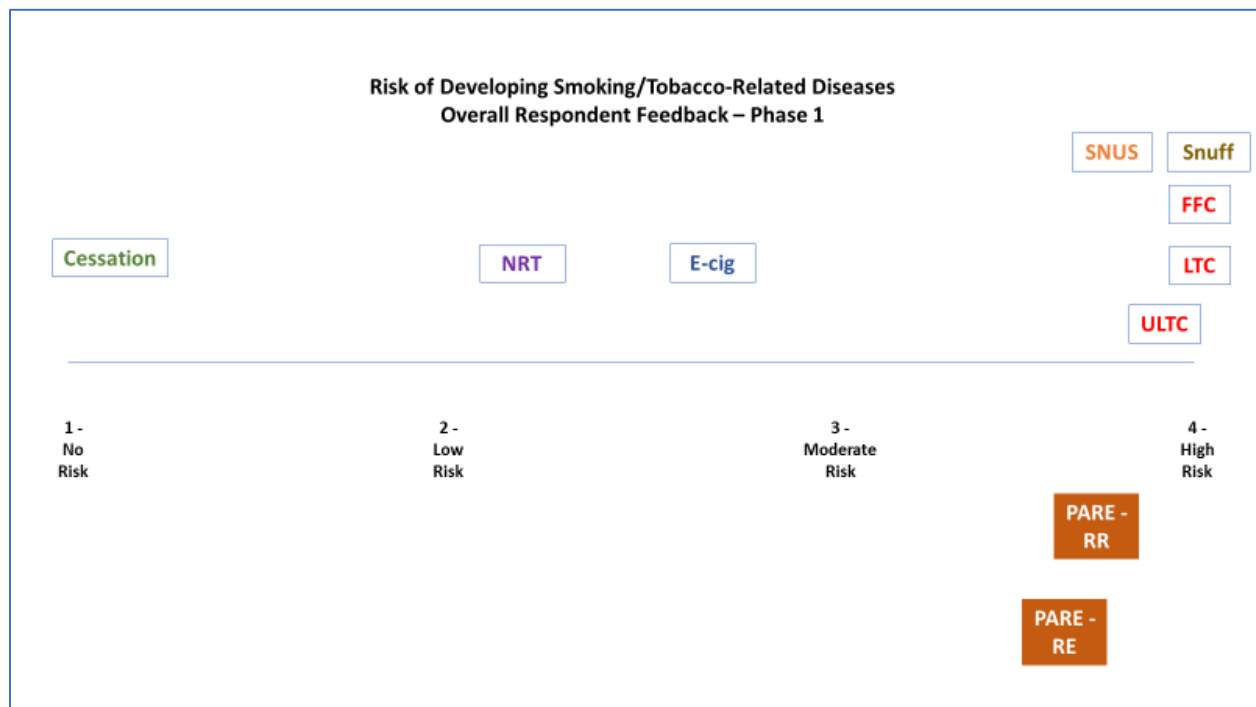 Risk of Developing Smoking/Tobacco-Related Diseases
Overall Respondent Feedback – Phase 1
SNUS
Snuff
FFC
Cessation
NRT
E-cig
LTC
ULTC
1 -
No
Risk
2 -
Low
Risk
3 -
Moderate
Risk
4 -
High
Risk
PARE -
RR
PARE -
RE